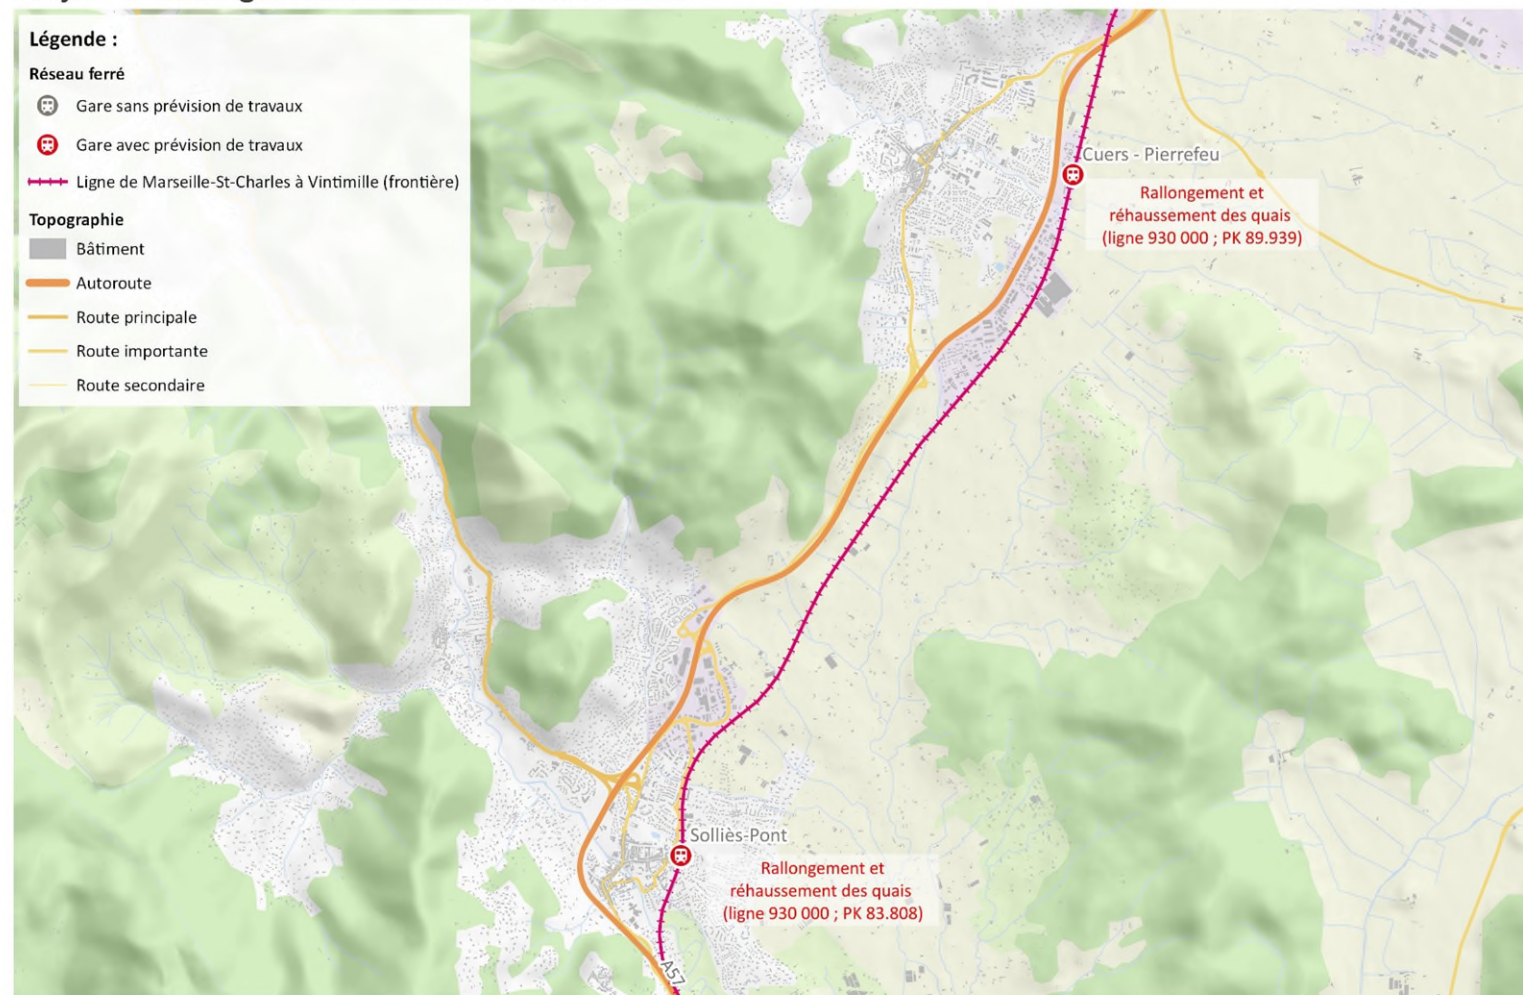 Légende :
Réseau ferré
Gare sans prévision de travaux
Gare avec prévision de travaux
Ligne de Marseille-St-Charles à Vintimille (frontière)
Topographie
Bâtiment
Autoroute
Route principale
Route importante
Route secondaire
Cuers - Pierrefeu
Rallongement et
réhaussement des quais
(ligne 930 000 ; PK 89.939)
Solliès-Pont
Rallongement et
réhaussement des quais
(ligne 930 000 ; PK 83.808)
A57